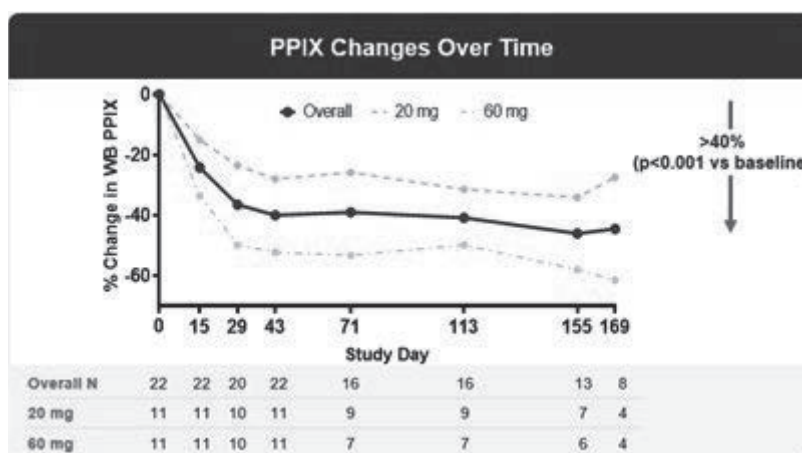 PPIX Changes Over Time
% Change in WB PPIX
0
-20
-40
-60
Overall 20 mg 60 mg
>40%
(p<0.001 vs baseline
0 15 29 43 71 113 155 169
Study Day
Overall N 22 22 20 22 16 16 13 8
20 mg 11 11 10 11 9 9 7 4
60 mg 11 11 10 11 7 7 6 4